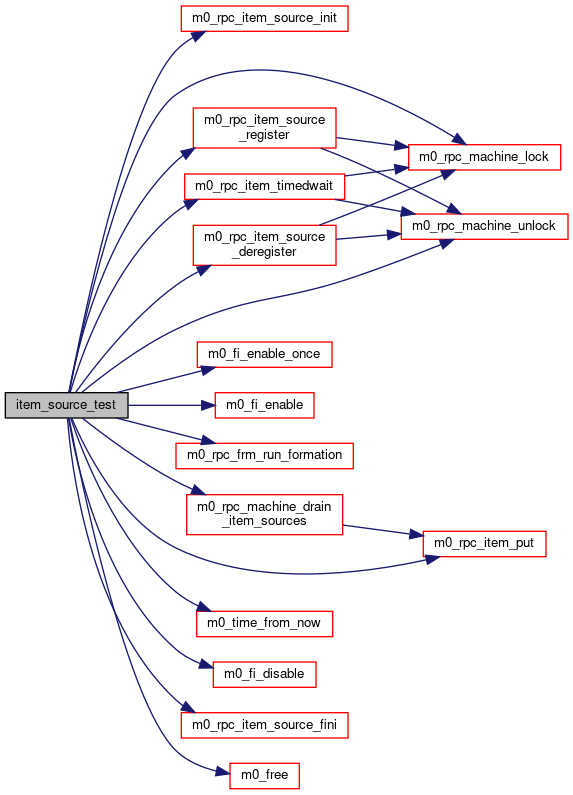 m0_rpc_item_source_init
m0_rpc_item_source
_register
m0_rpc_machine_lock
m0_rpc_item_timedwait
m0_rpc_machine_unlock
m0_rpc_item_source
_deregister
m0_fi_enable_once
item_source_test
m0_fi_enable
m0_rpc_frm_run_formation
m0_rpc_machine_drain
_item_sources
m0_rpc_item_put
m0_time_from_now
m0_fi_disable
m0_rpc_item_source_fini
m0_free